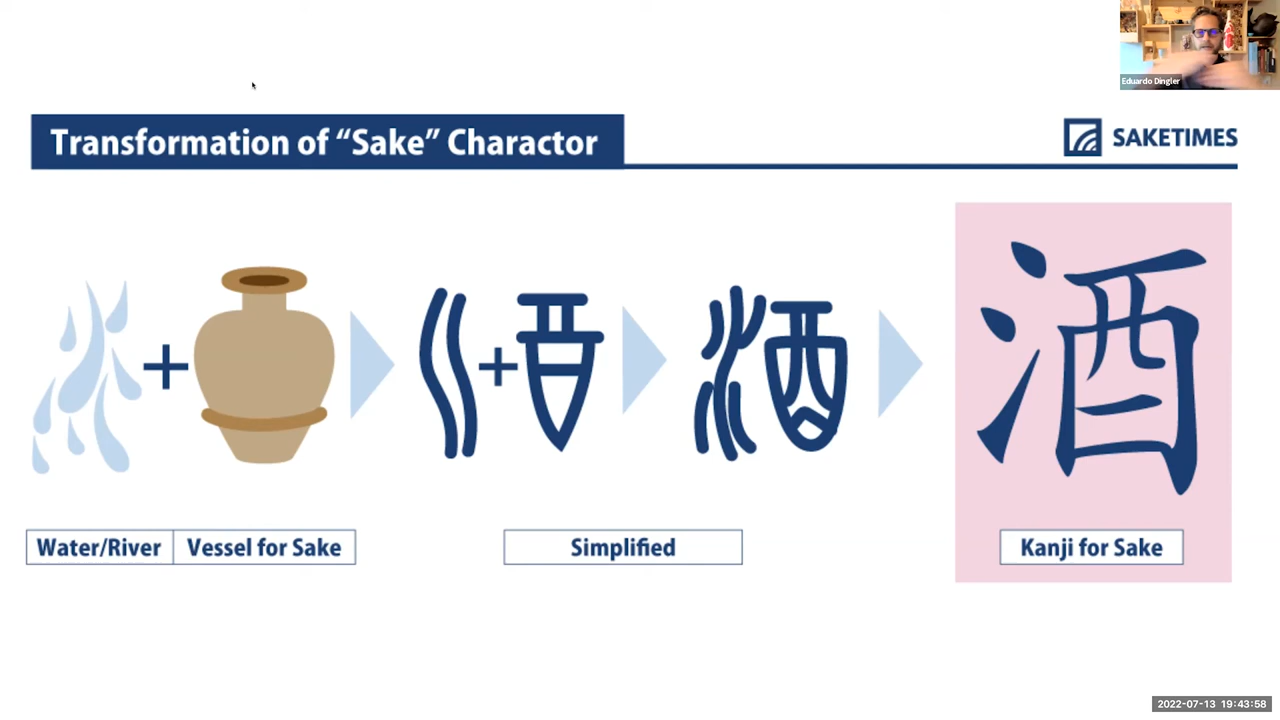 Eduardo Dingler
Transformation of “Sake” Charactor
SAKETIMES
酒
Water/River
Vessel for Sake
Simplified
Kanji for Sake
2022-07-13 19:43:58